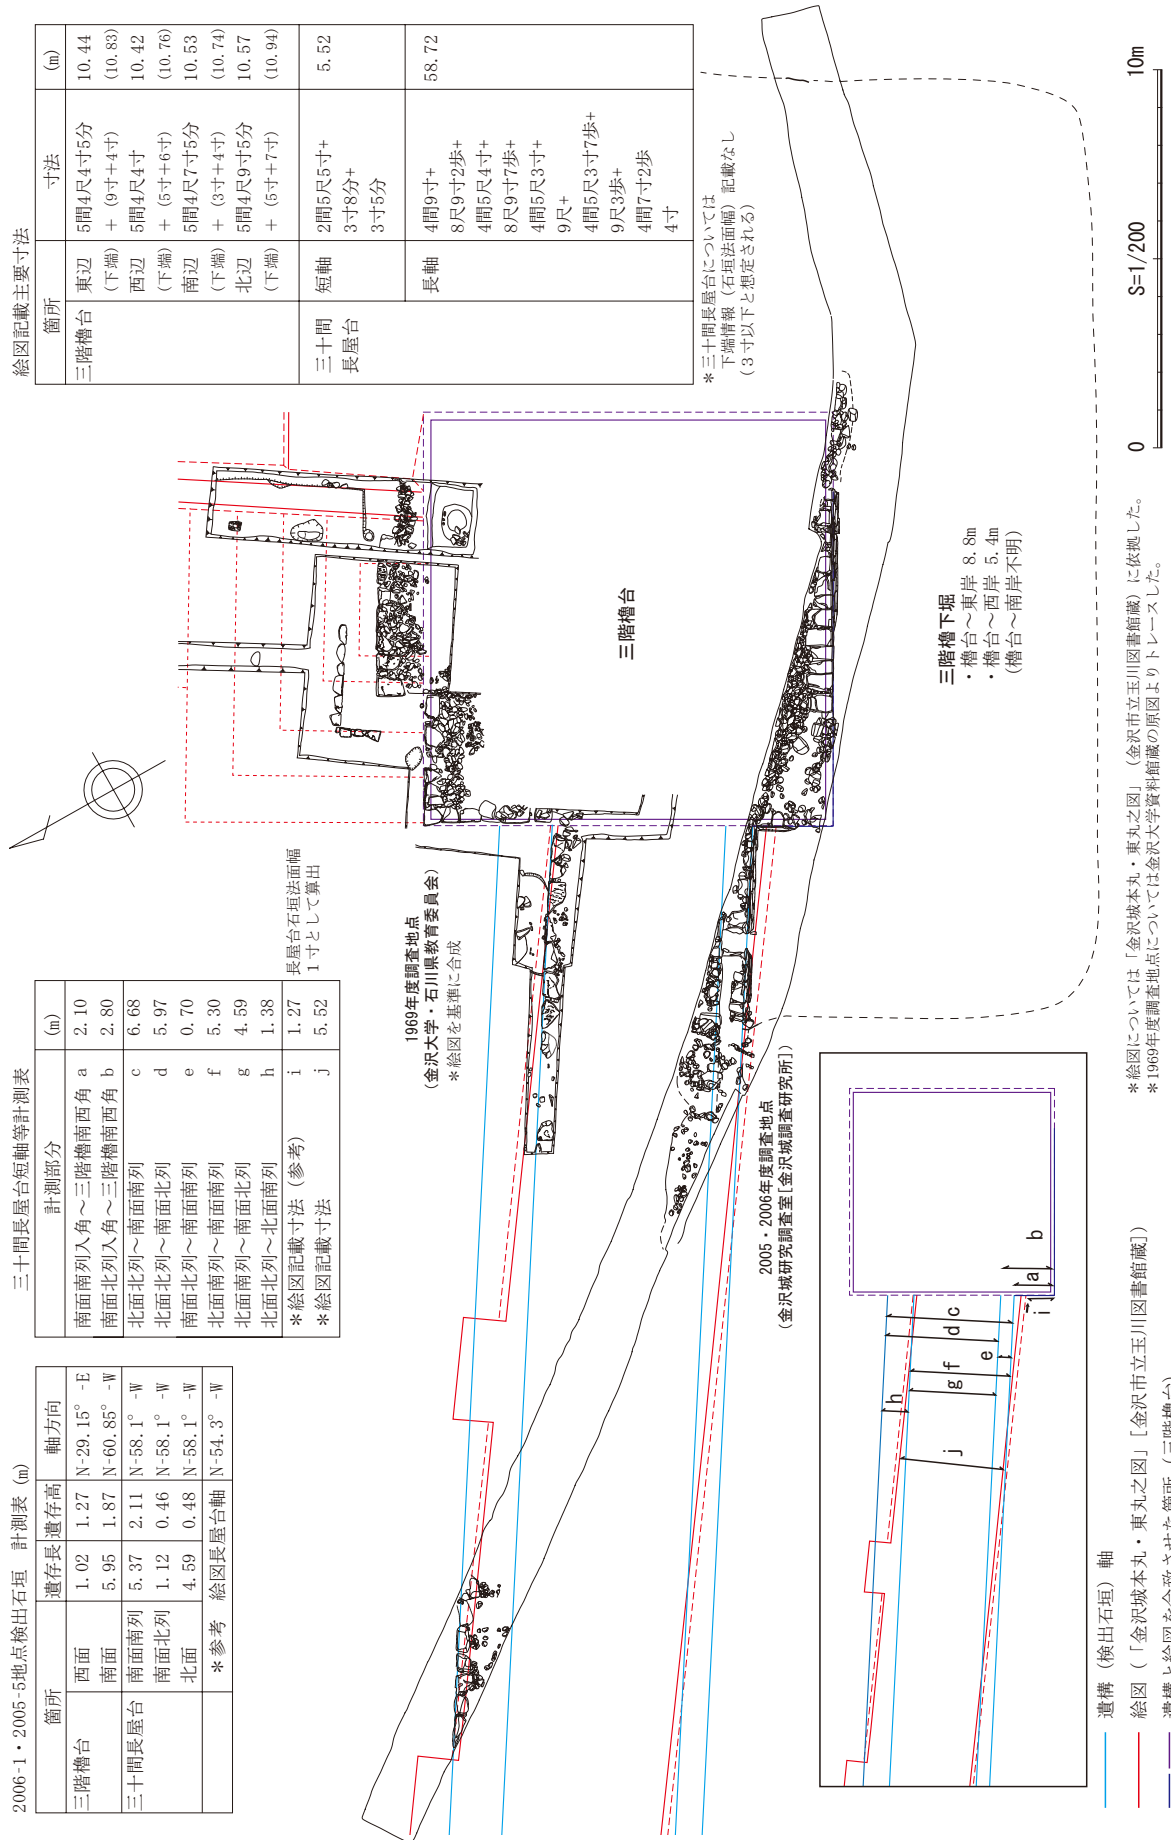 2006-1・2005-5地点検出石垣 計測表 (m)
箇所 遺存長 遺存高 軸方向
三階櫓台 西面 1.02 1.27 N-29.15° -E
南面 5.95 1.87 N-60.85° -W
三十間長屋台 南面南列 5.37 2.11 N-58.1° -W
南面北列 1.12 0.46 N-58.1° -W
北面 4.59 0.48 N-58.1° -W
*参考 絵図長屋台軸 N-54.3° -W
三十間長屋台短軸等計測表
計測部分 (m)
南面南列入角~三階櫓南西角 a 2.10
南面北列入角~三階櫓南西角 b 2.80
北面北列~南面南列 c 6.68
北面北列~南面北列 d 5.97
南面北列~南面南列 e 0.70
北面南列~南面南列 f 5.30
北面南列~南面北列 g 4.59
北面北列~北面南列 h 1.38
*絵図記載寸法(参考) i 1.27
*絵図記載寸法 j 5.52
長屋台石垣法面幅
1寸として算出
絵図記載主要寸法
箇所 寸法 (m)
三階櫓台 東辺 5間4尺4寸5分 10.44
(下端) +(9寸+4寸) (10.83)
西辺 5間4尺4寸 10.42
(下端) +(5寸+6寸) (10.76)
南辺 5間4尺7寸5分 10.53
(下端) +(3寸+4寸) (10.74)
北辺 5間4尺9寸5分 10.57
(下端) +(5寸+7寸) (10.94)
三十間
長屋台
短軸 2間5尺5寸+ 5.52
3寸8分+
3寸5分
長軸 4間9寸+ 58.72
8尺9寸2歩+
4間5尺4寸+
8尺9寸7歩+
4間5尺3寸+
9尺+
4間5尺3寸7歩+
9尺3歩+
4間7寸2歩
4寸
*三十間長屋台については
下端情報(石垣法面幅)記載なし
(3寸以下と想定される)
1969年度調査地点
(金沢大学・石川県教育委員会)
*絵図を基準に合成
三階櫓台
2005・2006年度調査地点
(金沢城研究調査室[金沢城調査研究所])
三階櫓下堀
・櫓台~東岸 8.8m
・櫓台~西岸 5.4m
(櫓台~南岸不明)
h
c
d
f
g
e
j
a
b
i
0
S=1/200
10m
*絵図については「金沢城本丸・東丸之図」(金沢市立玉川図書館蔵)に依拠した。
*1969年度調査地点については金沢大学資料館蔵の原図よりトレースした。
遺構(検出石垣)軸
絵図(「金沢城本丸・東丸之図」[金沢市立玉川図書館蔵])
遺構と絵図を合致させた箇所(三階櫓台)